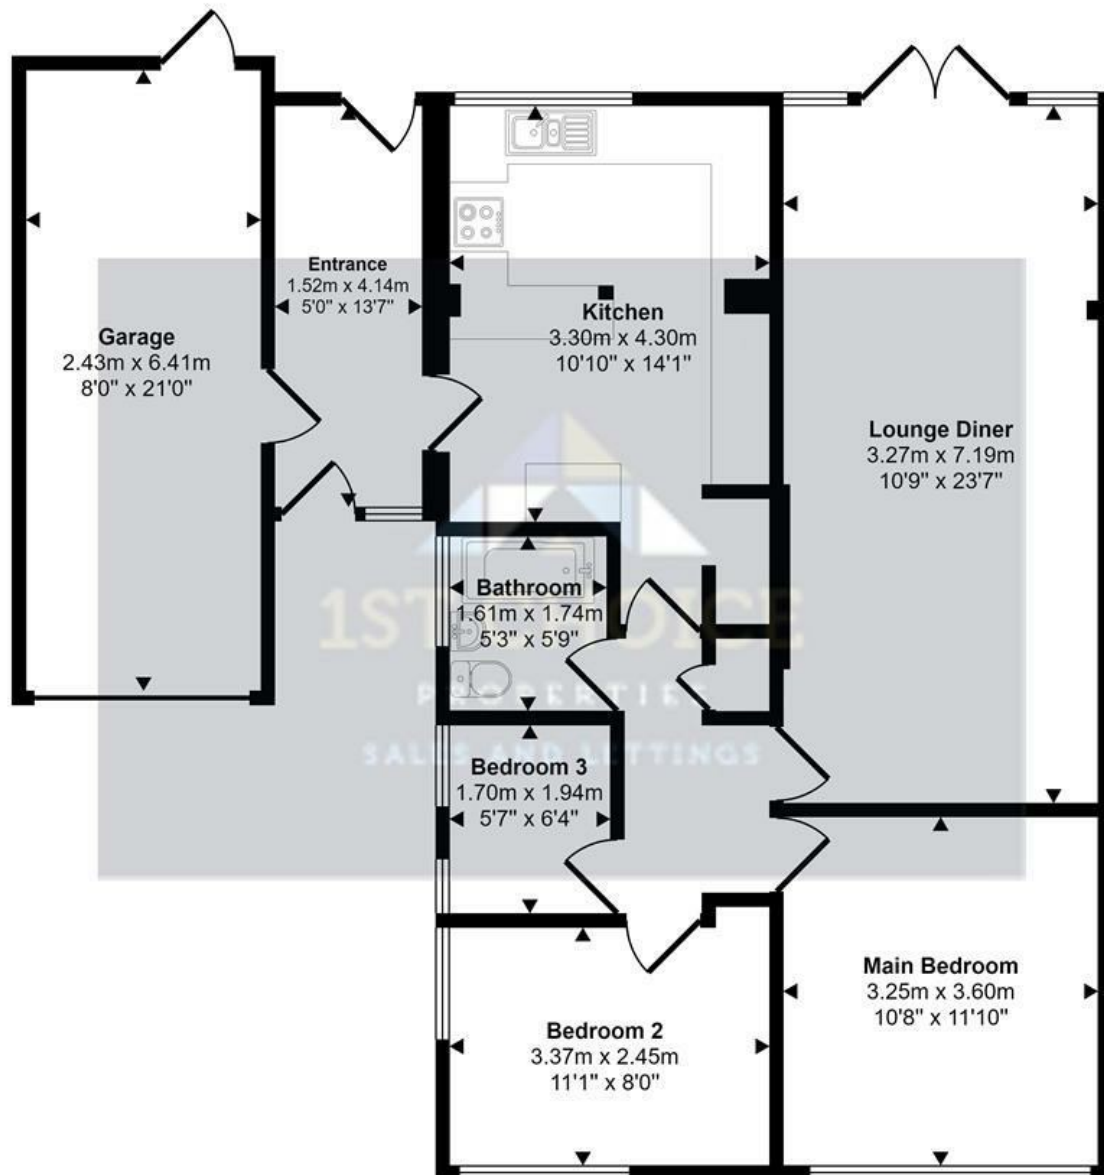 Entrance
1.52m x 4.14m
5'0" x 13'7"
Garage
2.43m x 6.41m
8'0" x 21'0"
Kitchen
3.30m x 4.30m
10'10" x 14'1"
Lounge Diner
3.27m x 7.19m
10'9" x 23'7"
Bathroom
1.61m x 1.74m
5'3" x 5'9"
1ST CHOICE
PROPERTIES
SALES AND LETTINGS
Bedroom 3
1.70m x 1.94m
5'7" x 6'4"
Main Bedroom
3.25m x 3.60m
10'8" x 11'10"
Bedroom 2
3.37m x 2.45m
11'1" x 8'0"